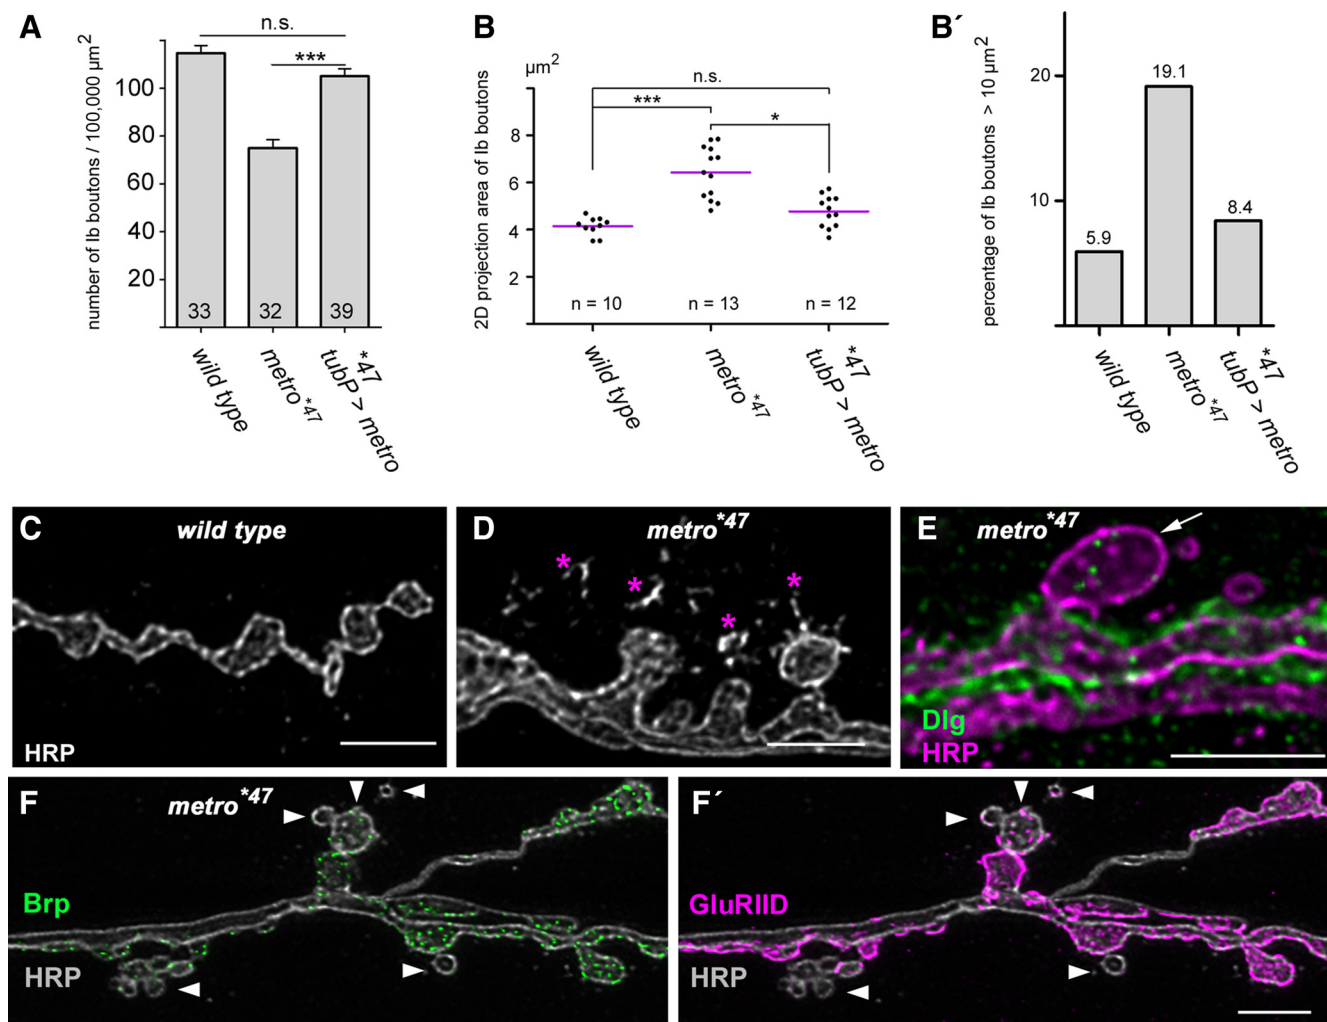 A
number of Ib boutons / 100,000 µm²
100
80
60
40
20
n.s.
***
33
32
39
wild type
metro*47
*47
tubP > metro
B
µm²
2D projection area of Ib boutons
8
6
4
2
n.s.
***
*
n = 10
n = 13
n = 12
wild type
metro*47
*47
tubP > metro
B´
percentage of Ib boutons > 10 µm²
20
10
5.9
19.1
8.4
wild type
metro*47
*47
tubP > metro
C
wild type
HRP
D
metro*47
*
*
*
*
E
metro*47
Dlg
HRP
F
metro*47
Brp
HRP
F´
GluRIID
HRP